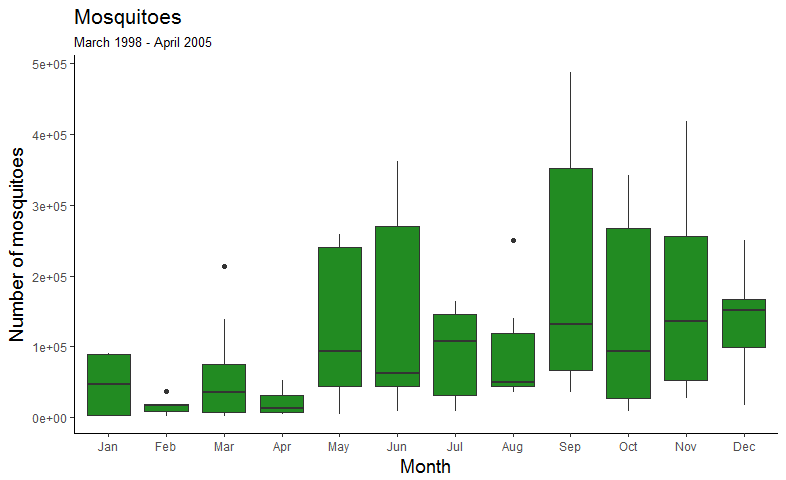 Mosquitoes
March 1998 - April 2005
Number of mosquitoes
5e+05
4e+05
3e+05
2e+05
1e+05
0e+00
Jan Feb Mar Apr May Jun Jul Aug Sep Oct Nov Dec
Month